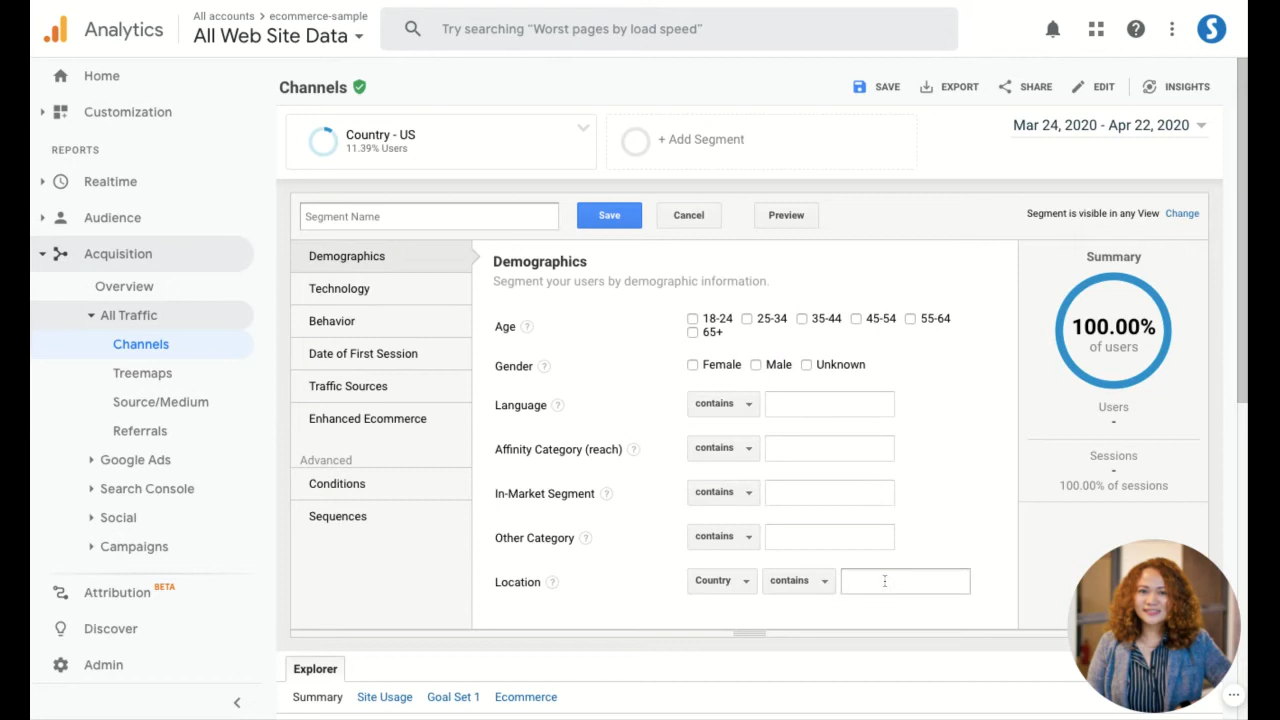 Analytics
All accounts > ecommerce-sample
All Web Site Data
Try searching “Worst pages by load speed”
S
Home
Customization
REPORTS
Realtime
Audience
Acquisition
Overview
All Traffic
Channels
Treemaps
Source/Medium
Referrals
Google Ads
Search Console
Social
Campaigns
Attribution BETA
Discover
Admin
Channels
SAVE
EXPORT
SHARE
EDIT
INSIGHTS
Country - US
11.39% Users
+ Add Segment
Mar 24, 2020 - Apr 22, 2020
Segment Name
Save
Cancel
Preview
Segment is visible in any View Change
Demographics
Technology
Behavior
Date of First Session
Traffic Sources
Enhanced Ecommerce
Advanced
Conditions
Sequences
Demographics
Segment your users by demographic information.
Age ? 18-24 25-34 35-44 45-54 55-64
65+
Gender ? Female Male Unknown
Language ? contains
Affinity Category (reach) ? contains
In-Market Segment ? contains
Other Category ? contains
Location ? Country contains
Summary
100.00%
of users
Users
-
Sessions
-
100.00% of sessions
Explorer
Summary Site Usage Goal Set 1 Ecommerce